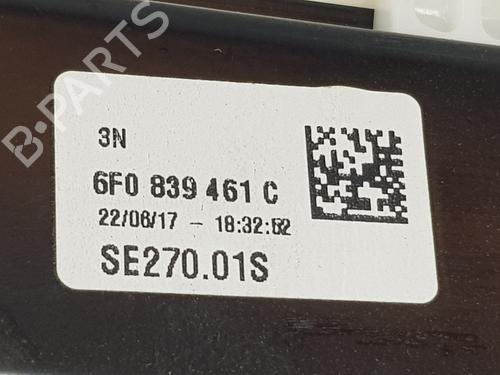 B-PARTS
3N
6F0 839 461 C
22/06/17 - 18:32:52
SE270.01S